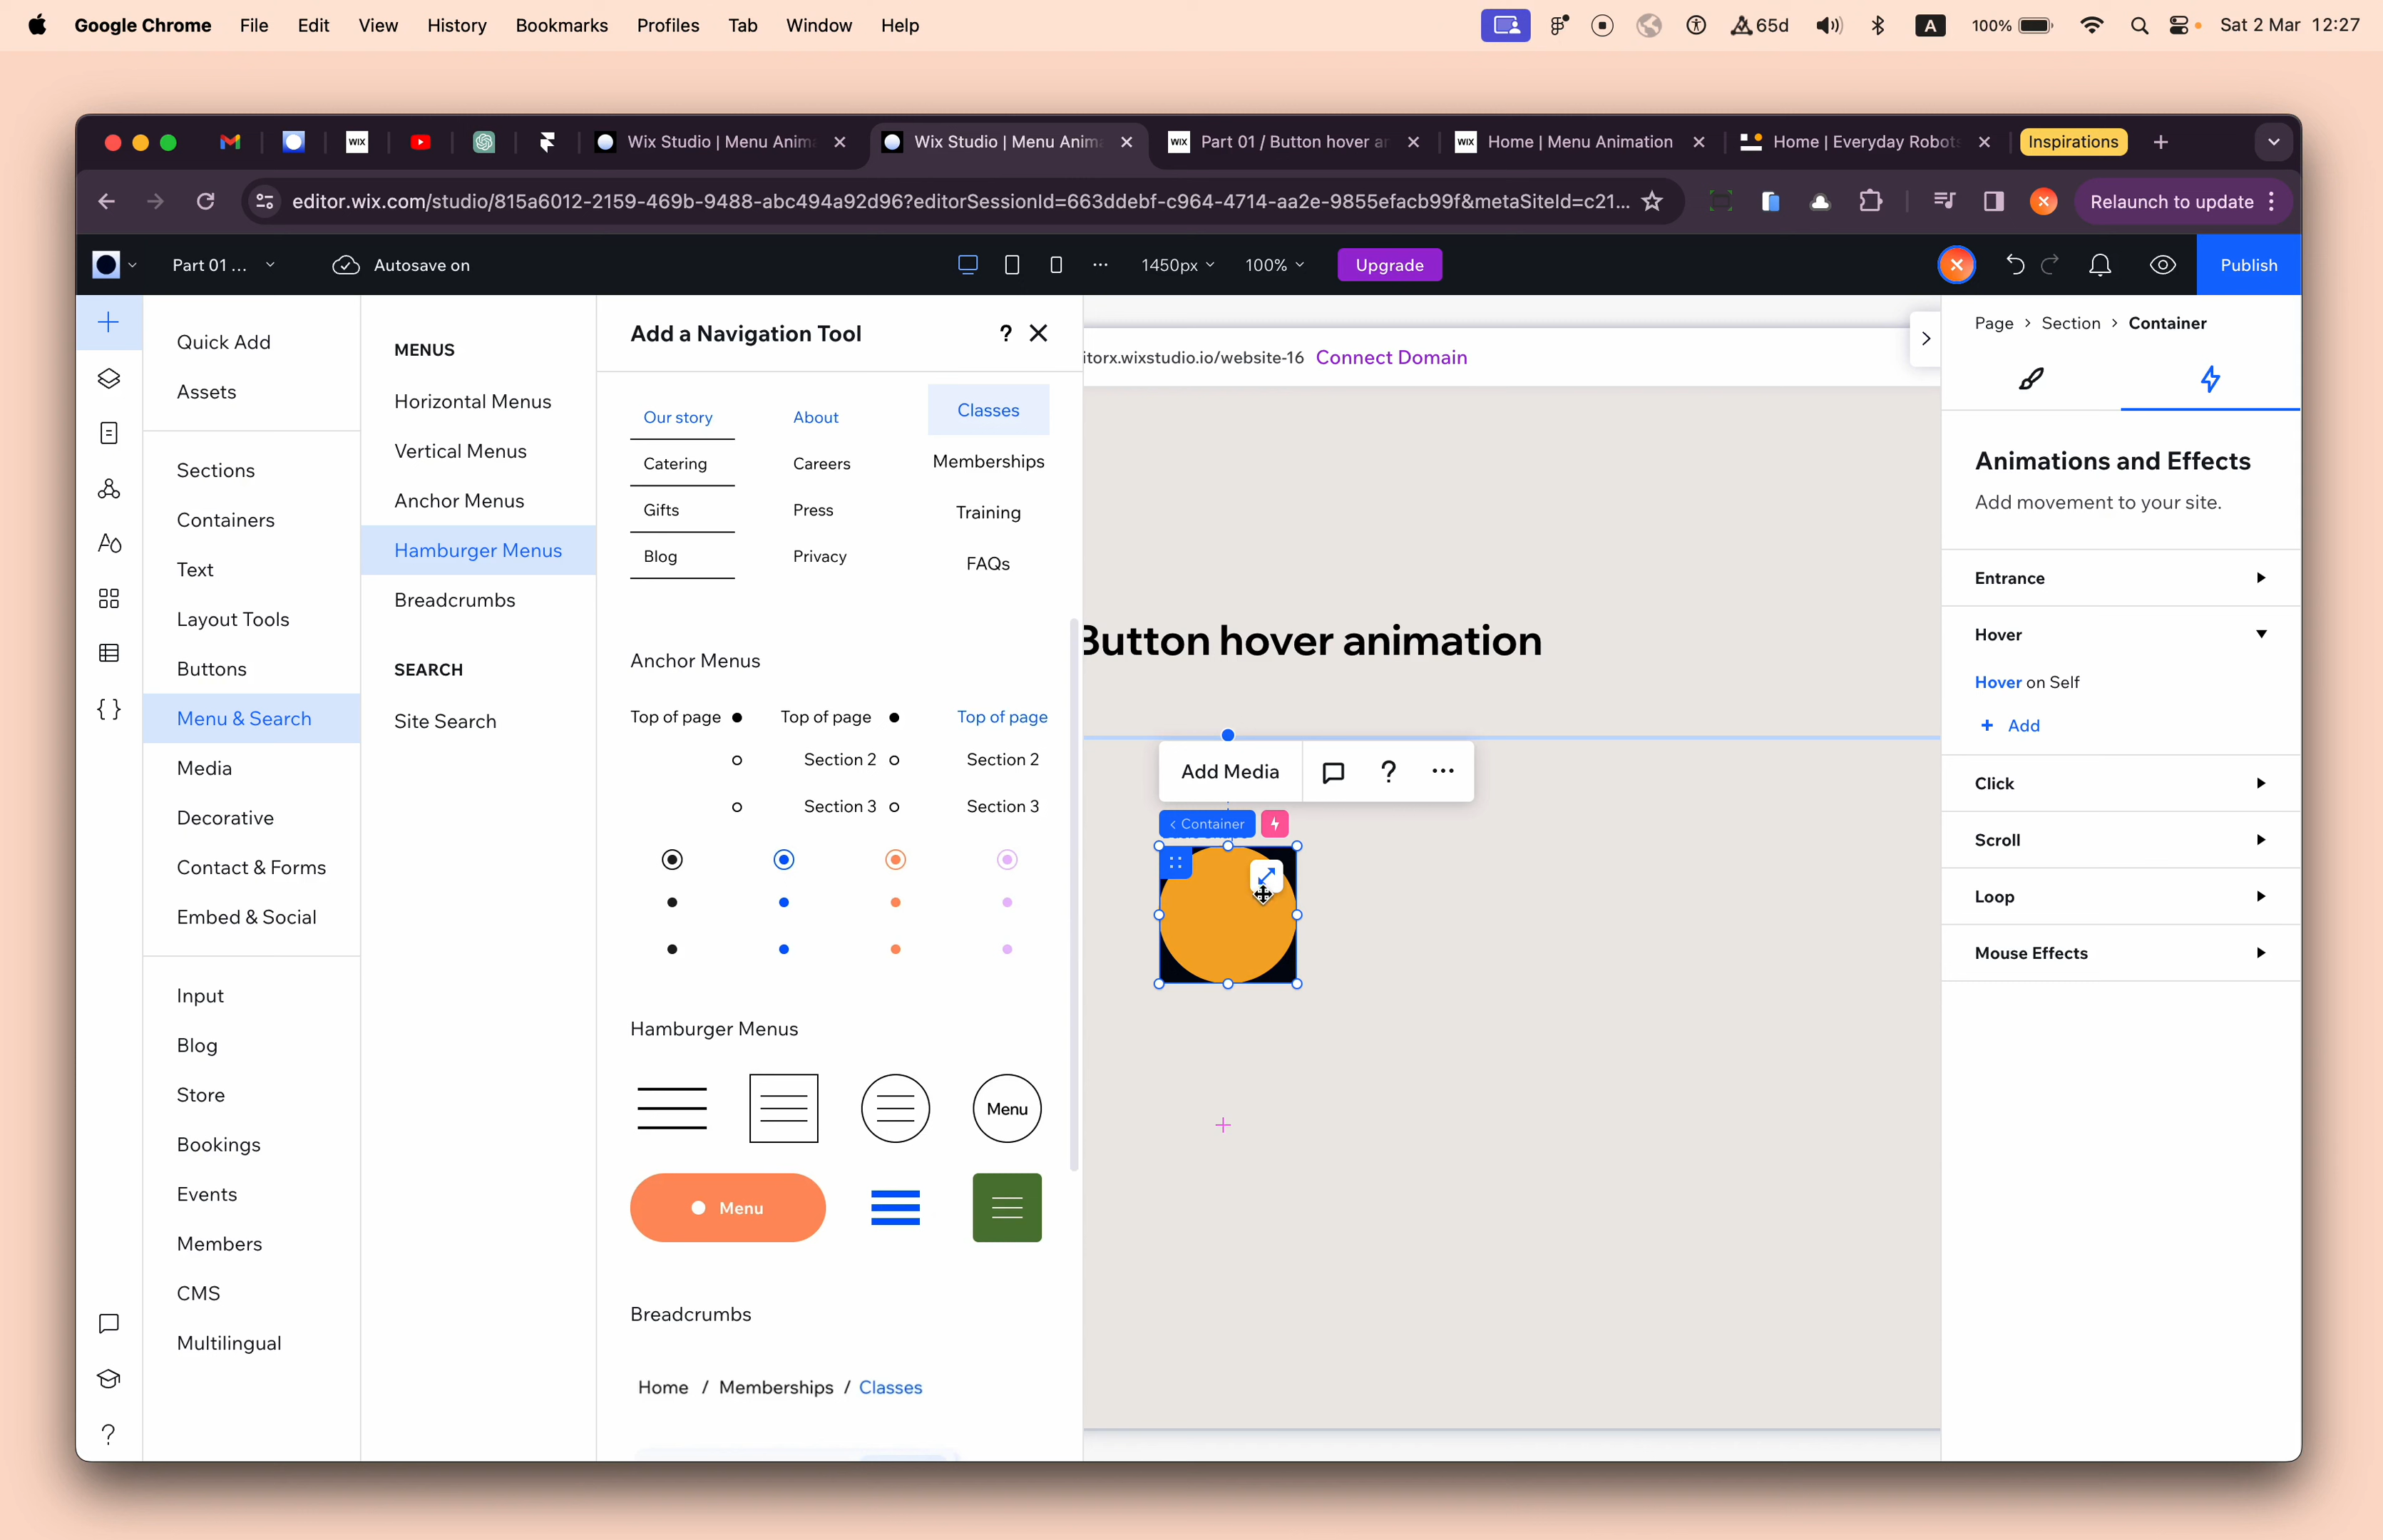 Google Chrome File Edit View History Bookmarks Profiles Tab Window Help
65d A 100% Sat 2 Mar 12:27
WIX Wix Studio | Menu Anim Wix Studio | Menu Anim WIX Part 01 / Button hover ar WIX Home | Menu Animation Home | Everyday Robots Inspirations
editor.wix.com/studio/815a6012-2159-469b-9488-abc494a92d96?editorSessionId=663ddebf-c964-4714-aa2e-9855efacb99f&metaSiteId=c21... Relaunch to update
Part 01... Autosave on 1450px 100% Upgrade Publish
Quick Add
Assets
Sections
Containers
Text
Layout Tools
Buttons
Menu & Search
Media
Decorative
Contact & Forms
Embed & Social
Input
Blog
Store
Bookings
Events
Members
CMS
Multilingual
MENUS
Horizontal Menus
Vertical Menus
Anchor Menus
Hamburger Menus
Breadcrumbs
SEARCH
Site Search
Add a Navigation Tool ?
Our story About Classes
Catering Careers Memberships
Gifts Press Training
Blog Privacy FAQs
Anchor Menus
Top of page Top of page Top of page
Section 2 Section 2
Section 3 Section 3
Hamburger Menus
Menu
Menu
Breadcrumbs
Home / Memberships / Classes
itorx.wixstudio.io/website-16 Connect Domain
Button hover animation
Add Media ? ...
< Container
Page > Section > Container
Animations and Effects
Add movement to your site.
Entrance
Hover
Hover on Self
+ Add
Click
Scroll
Loop
Mouse Effects